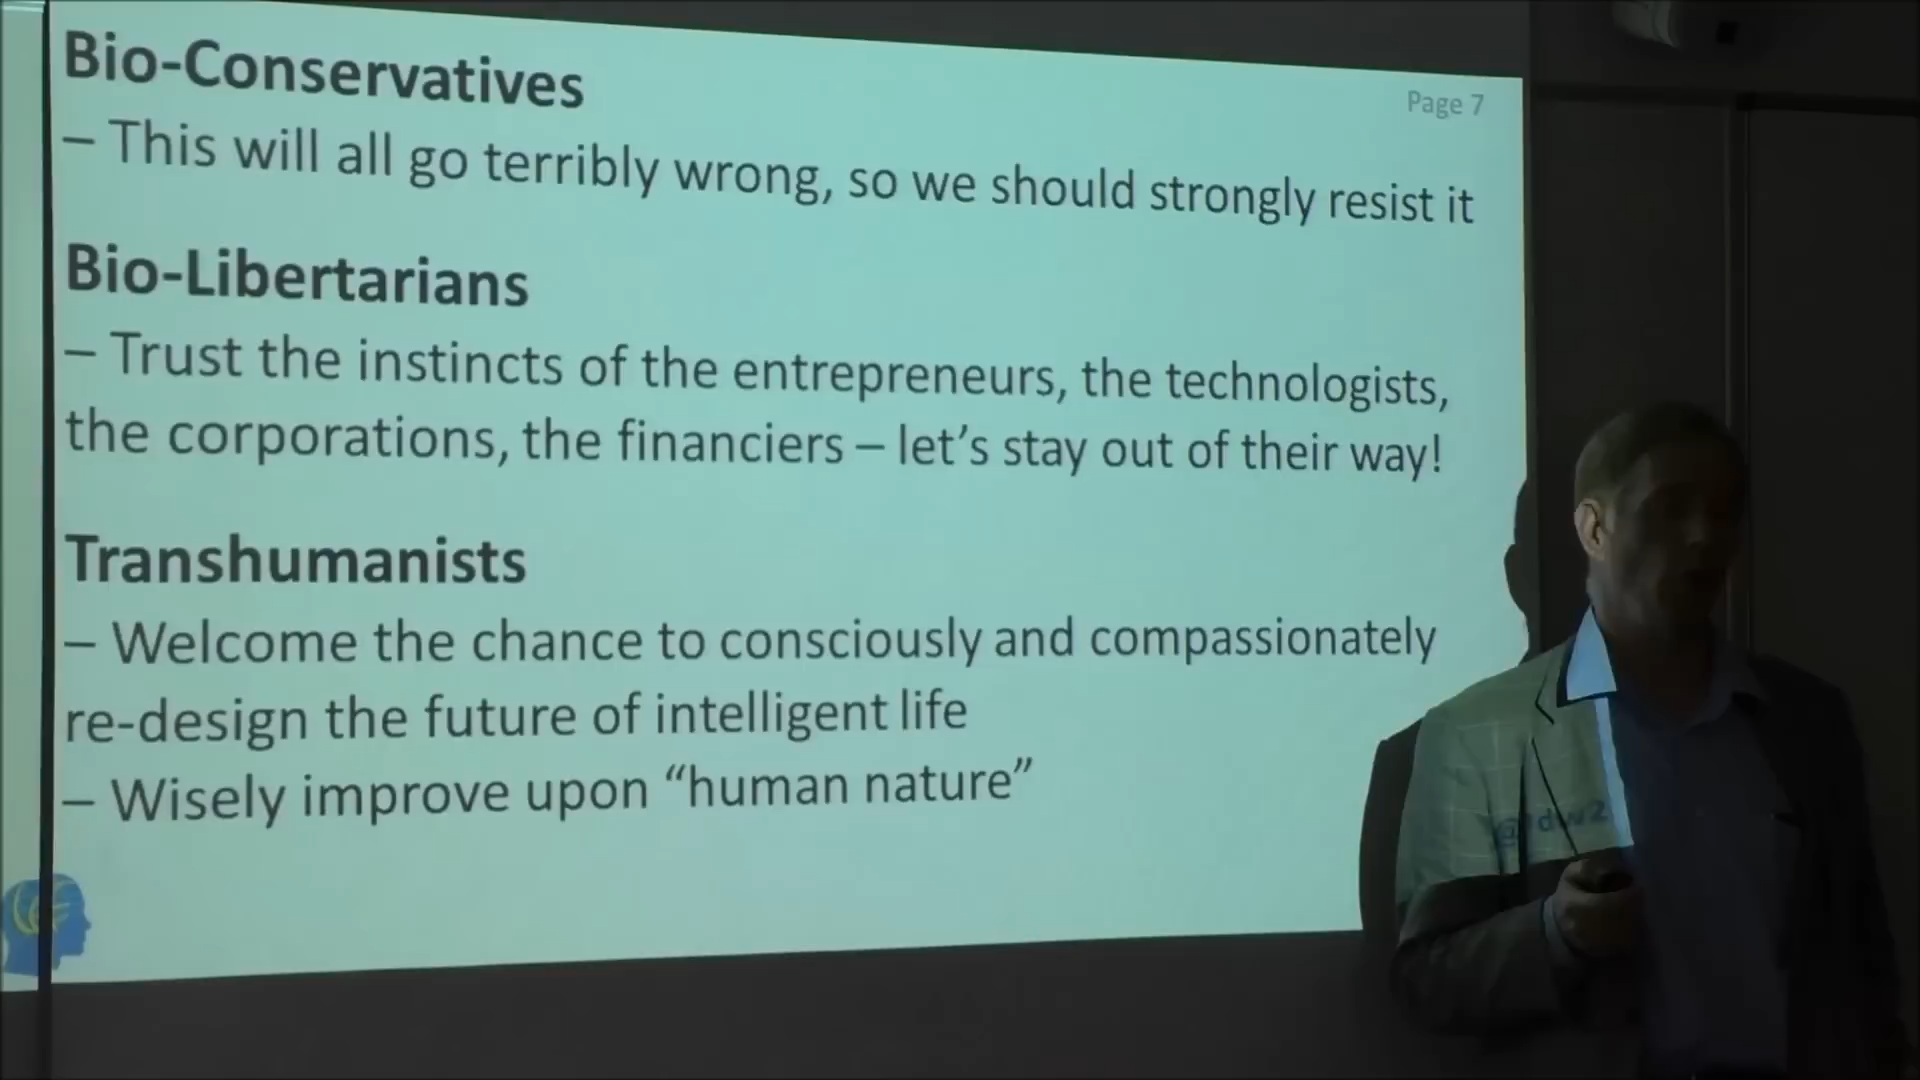 Bio-Conservatives
Page 7
– This will all go terribly wrong, so we should strongly resist it
Bio-Libertarians
– Trust the instincts of the entrepreneurs, the technologists,
the corporations, the financiers – let’s stay out of their way!
Transhumanists
– Welcome the chance to consciously and compassionately
re-design the future of intelligent life
– Wisely improve upon “human nature”
@dw2